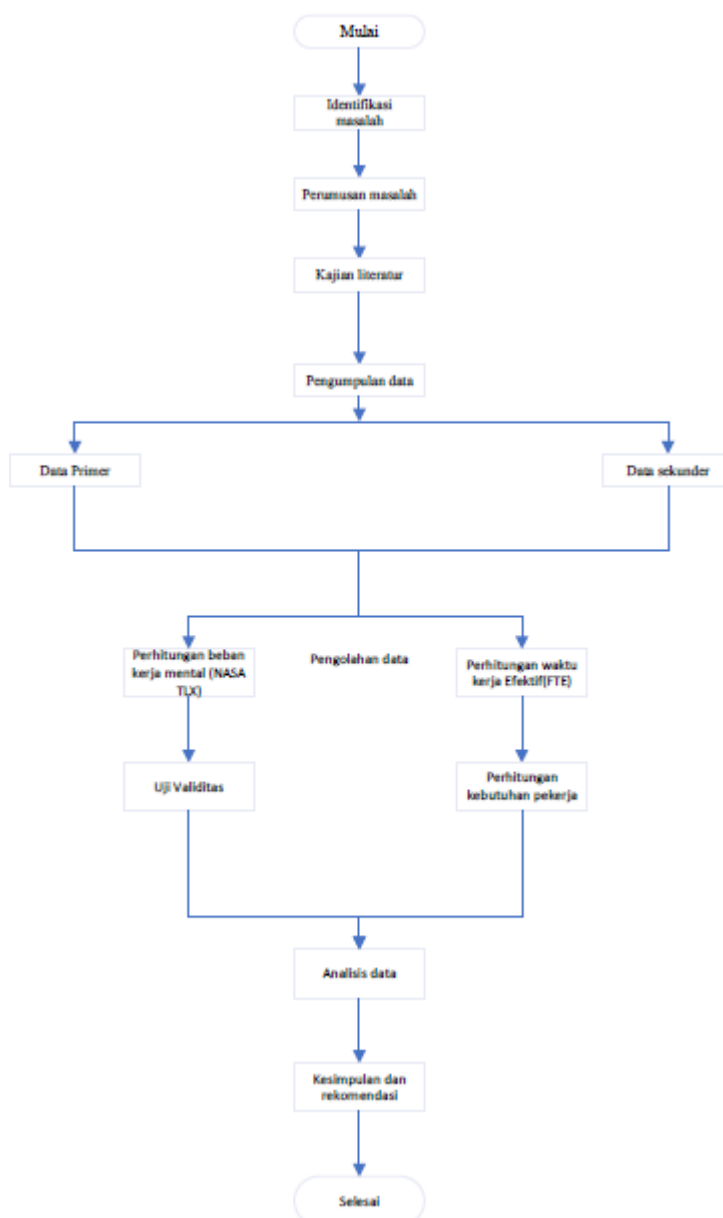 Mulai
Identifikasi
masalah
Perumusan masalah
Kajian literatur
Pengumpulan data
Data Primer
Data sekunder
Perhitungan beban
kerja mental (NASA
TLX)
Pengolahan data
Perhitungan waktu
kerja Efektif(FTE)
Uji Validitas
Perhitungan
kebutuhan pekerja
Analisis data
Kesimpulan dan
rekomendasi
Selesai